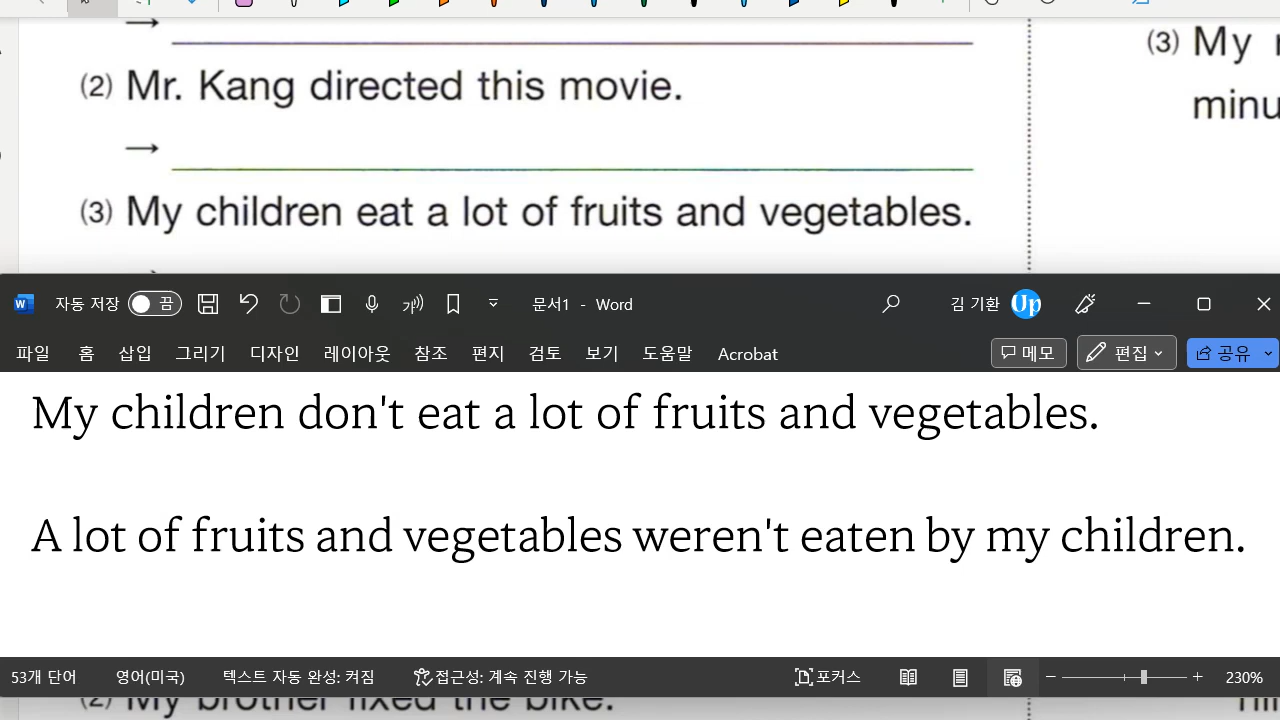 (2) Mr. Kang directed this movie.
(3) My children eat a lot of fruits and vegetables.
(3) My
자동 저장 끔 문서1 - Word 김 기환 Up
파일 홈 삽입 그리기 디자인 레이아웃 참조 편지 검토 보기 도움말 Acrobat 메모 편집 공유
My children don't eat a lot of fruits and vegetables.
A lot of fruits and vegetables weren't eaten by my children.
53개 단어 영어(미국) 텍스트 자동 완성: 켜짐 접근성: 계속 진행 가능 포커스 230%
(2) My brother fixed the bike.